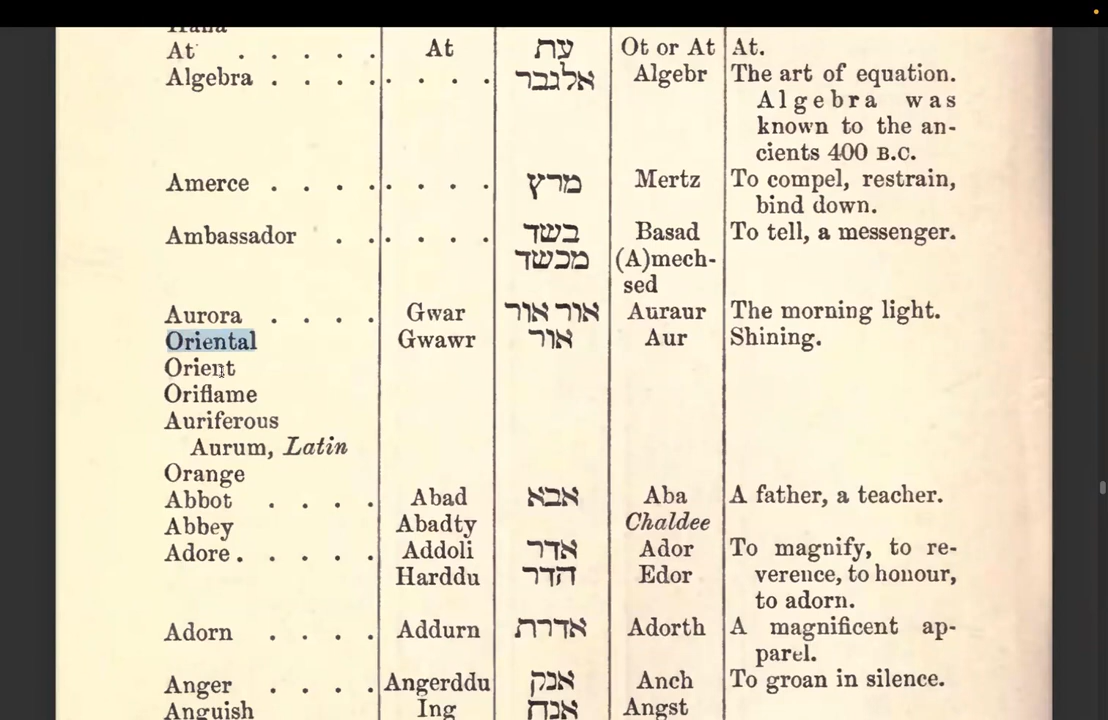 At . . . . . At עת Ot or At At.
Algebra . . . . . . . . אלגבר Algebr The art of equation.
Algebra was
known to the an-
cients 400 B.C.
Amerce . . . . . . . . מרץ Mertz To compel, restrain,
bind down.
Ambassador . . . . . . בשד Basad To tell, a messenger.
מכשד (A)mech-
sed
Aurora . . . . Gwar אור אור Auraur The morning light.
Oriental Gwawr אור Aur Shining.
Orient
Oriflame
Auriferous
Aurum, Latin
Orange
Abbot . . . . Abad אבא Aba A father, a teacher.
Abbey Abadty Chaldee
Adore . . . . . Addoli אדר Ador To magnify, to re-
Harddu הדר Edor verence, to honour,
to adorn.
Adorn . . . . Addurn אדרת Adorth A magnificent ap-
parel.
Anger . . . . Angerddu אנק Anch To groan in silence.
Anguish Ing אנח Angst